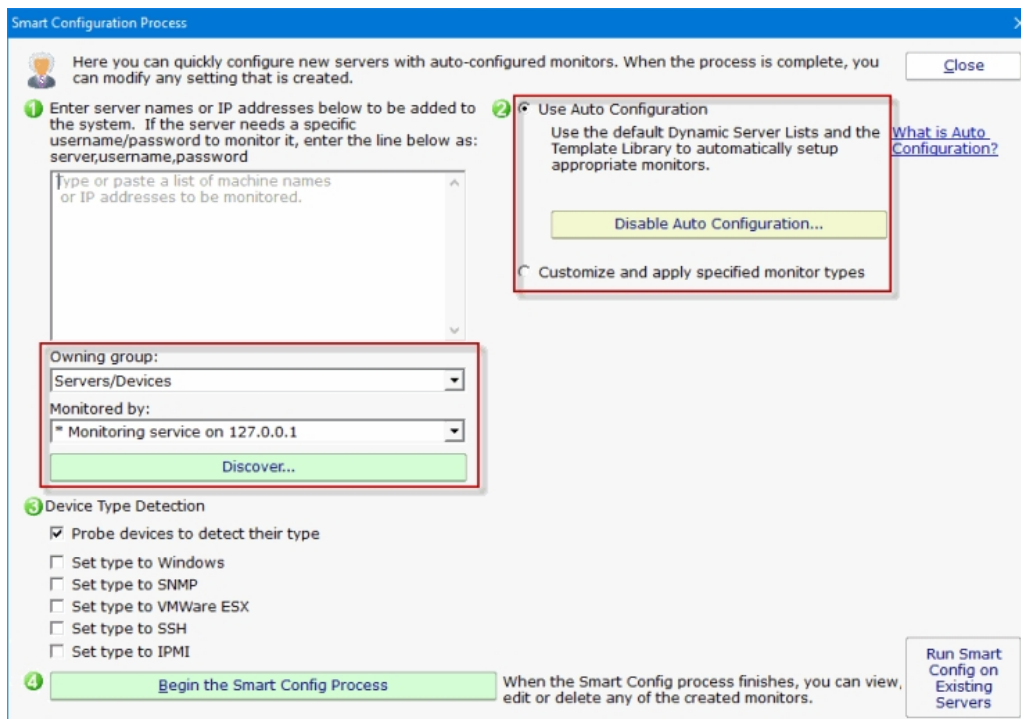 Smart Configuration Process
Here you can quickly configure new servers with auto-configured monitors. When the process is complete, you
can modify any setting that is created.
Close
1
Enter server names or IP addresses below to be added to
the system. If the server needs a specific
username/password to monitor it, enter the line below as:
server,username,password
Type or paste a list of machine names
or IP addresses to be monitored.
Owning group:
Servers/Devices
Monitored by:
* Monitoring service on 127.0.0.1
Discover...
2
Use Auto Configuration
Use the default Dynamic Server Lists and the
Template Library to automatically setup
appropriate monitors.
What is Auto
Configuration?
Disable Auto Configuration...
Customize and apply specified monitor types
3
Device Type Detection
Probe devices to detect their type
Set type to Windows
Set type to SNMP
Set type to VMWare ESX
Set type to SSH
Set type to IPMI
4
Begin the Smart Config Process
When the Smart Config process finishes, you can view,
edit or delete any of the created monitors.
Run Smart
Config on
Existing
Servers